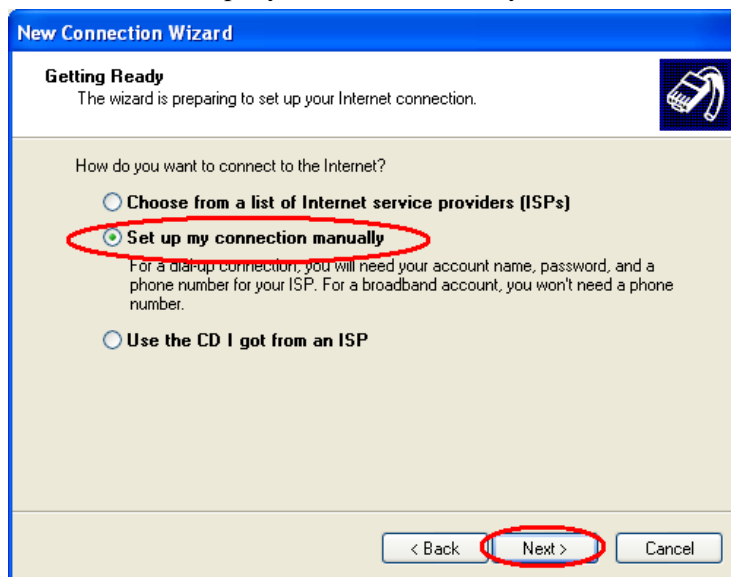 New Connection Wizard
Getting Ready
The wizard is preparing to set up your Internet connection.
How do you want to connect to the Internet?
Choose from a list of Internet service providers (ISPs)
Set up my connection manually
For a dial-up connection, you will need your account name, password, and a
phone number for your ISP. For a broadband account, you won't need a phone
number.
Use the CD I got from an ISP
< Back Next > Cancel